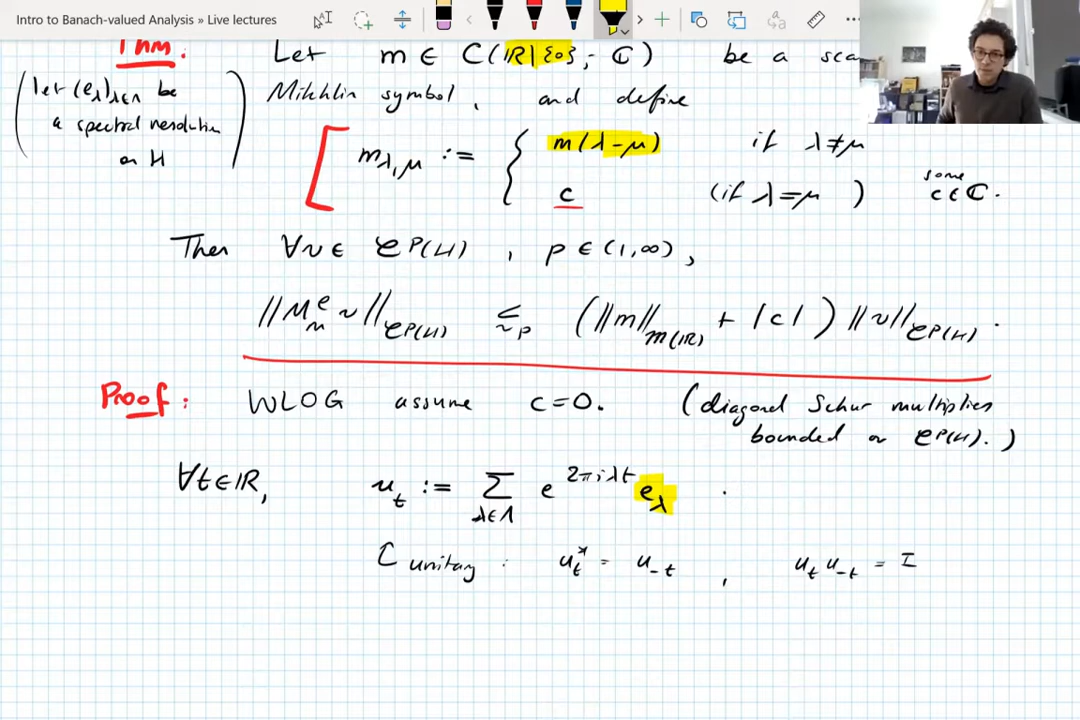 Intro to Banach-valued Analysis » Live lectures
Thm:
Let m ∈ C(ℝ\{0}; ℂ) be a sca
(let (e_λ)_{λ∈Λ} be a spectral resolution on H)
Mikhlin symbol, and define
m_{λ,μ} := { m(λ-μ) if λ≠μ
c (if λ=μ) some c∈ℂ.
Then ∀v∈ 𝒞^p(H), p∈(1,∞),
||M^e_m v||_{𝒞^p(H)} ≲_p (||m||_{𝔪(ℝ)} + |c|) ||v||_{𝒞^p(H)}.
Proof: WLOG assume c=0. (diagonal Schur multiplies
bounded on 𝒞^p(H).)
∀t∈ℝ, u_t := Σ_{λ∈Λ} e^{2πiλt} e_λ.
unitary: u_t^* = u_{-t}, u_t u_{-t} = I